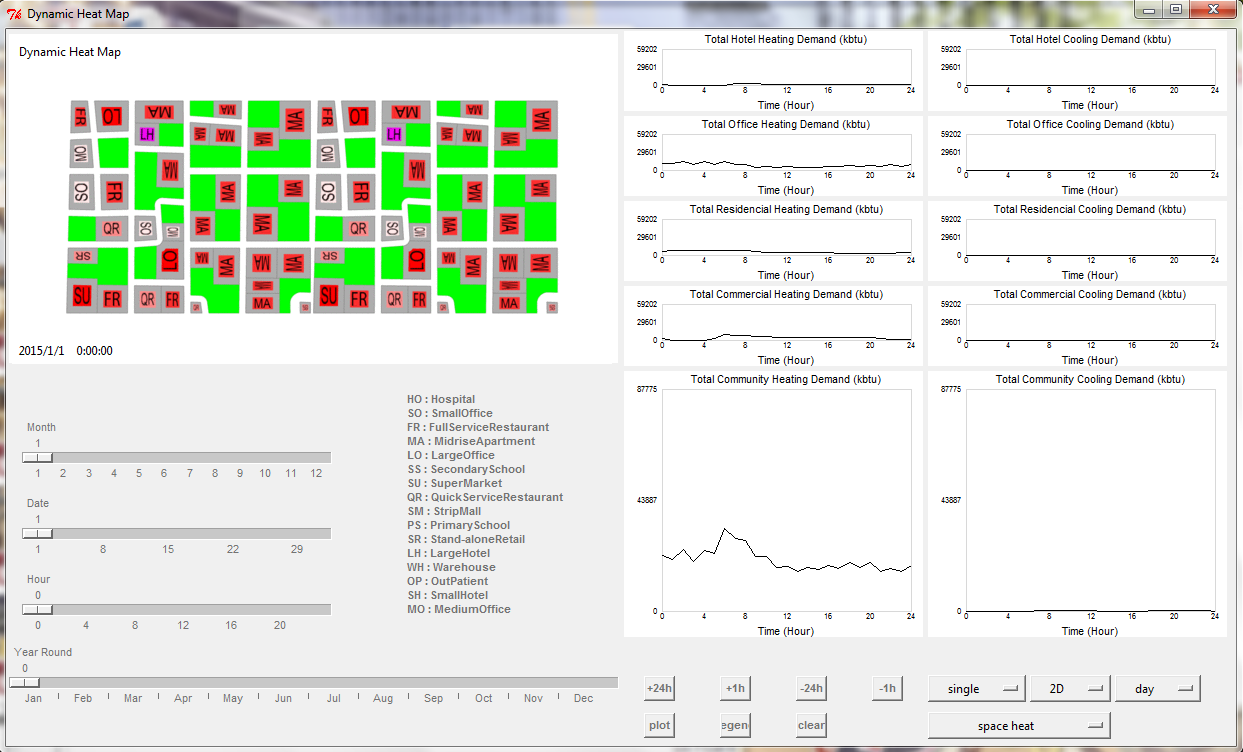 Dynamic Heat Map
Dynamic Heat Map
FR LO MA MA MA FR LO MA MA MA
LH MA MA MA LH MA MA MA
MO MA MO MA
OS FR MA MA OS FR MA MA
QR SO MO MA MA QR SO MO MA MA
SR LO MA MA MA MA SR LO MA MA MA MA
SU FR QR FR MA MA SU FR QR FR MA MA
2015/1/1 0:00:00
Total Hotel Heating Demand (kbtu)
59202
29601
0
0 4 8 12 16 20 24
Time (Hour)
Total Hotel Cooling Demand (kbtu)
59202
29601
0
0 4 8 12 16 20 24
Time (Hour)
Total Office Heating Demand (kbtu)
59202
29601
0
0 4 8 12 16 20 24
Time (Hour)
Total Office Cooling Demand (kbtu)
59202
29601
0
0 4 8 12 16 20 24
Time (Hour)
Total Residencial Heating Demand (kbtu)
59202
29601
0
0 4 8 12 16 20 24
Time (Hour)
Total Residencial Cooling Demand (kbtu)
59202
29601
0
0 4 8 12 16 20 24
Time (Hour)
Total Commercial Heating Demand (kbtu)
59202
29601
0
0 4 8 12 16 20 24
Time (Hour)
Total Commercial Cooling Demand (kbtu)
59202
29601
0
0 4 8 12 16 20 24
Time (Hour)
Total Community Heating Demand (kbtu)
87775
43887
0
0 4 8 12 16 20 24
Time (Hour)
Total Community Cooling Demand (kbtu)
87775
43887
0
0 4 8 12 16 20 24
Time (Hour)
Month
1
1 2 3 4 5 6 7 8 9 10 11 12
Date
1
1 8 15 22 29
Hour
0
0 4 8 12 16 20
Year Round
0
Jan Feb Mar Apr May Jun Jul Aug Sep Oct Nov Dec
HO : Hospital
SO : SmallOffice
FR : FullServiceRestaurant
MA : MidriseApartment
LO : LargeOffice
SS : SecondarySchool
SU : SuperMarket
QR : QuickServiceRestaurant
SM : StripMall
PS : PrimarySchool
SR : Stand-aloneRetail
LH : LargeHotel
WH : Warehouse
OP : OutPatient
SH : SmallHotel
MO : MediumOffice
+24h +1h -24h -1h single 2D day
plot egen clear space heat